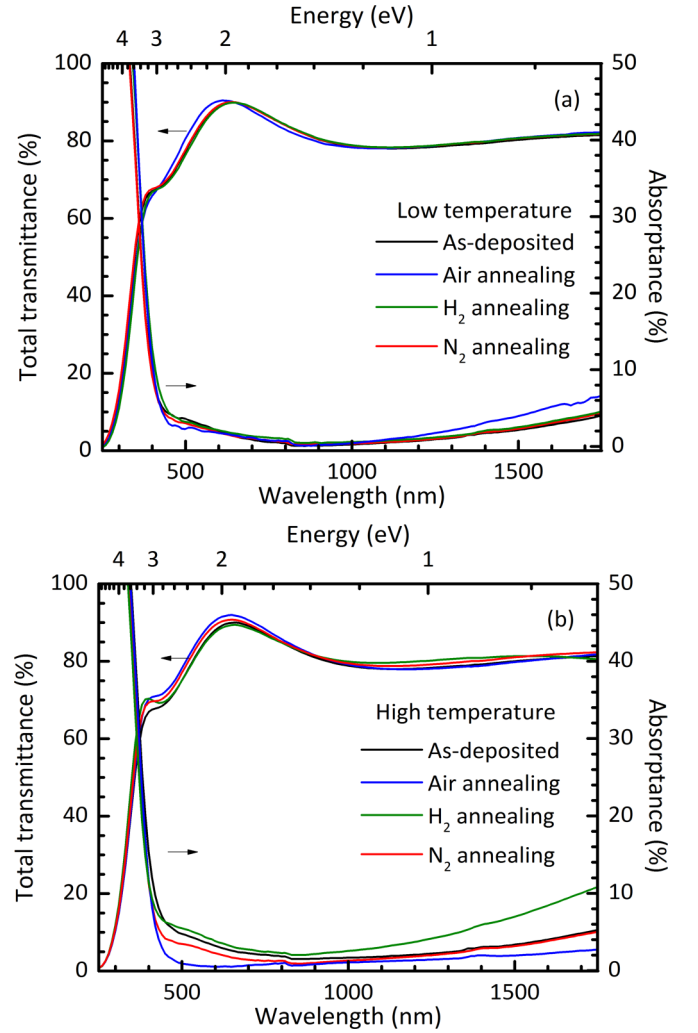 Energy (eV)
4 3 2 1
100 50
(a)
80 40
Total transmittance (%)
Absorptance (%)
60 30
Low temperature
As-deposited
Air annealing
40 20
H₂ annealing
N₂ annealing
20 10
0 0
500 1000 1500
Wavelength (nm)
Energy (eV)
4 3 2 1
100 50
(b)
80 40
Total transmittance (%)
Absorptance (%)
High temperature
60 30
As-deposited
Air annealing
40 20
H₂ annealing
N₂ annealing
20 10
0 0
500 1000 1500
Wavelength (nm)